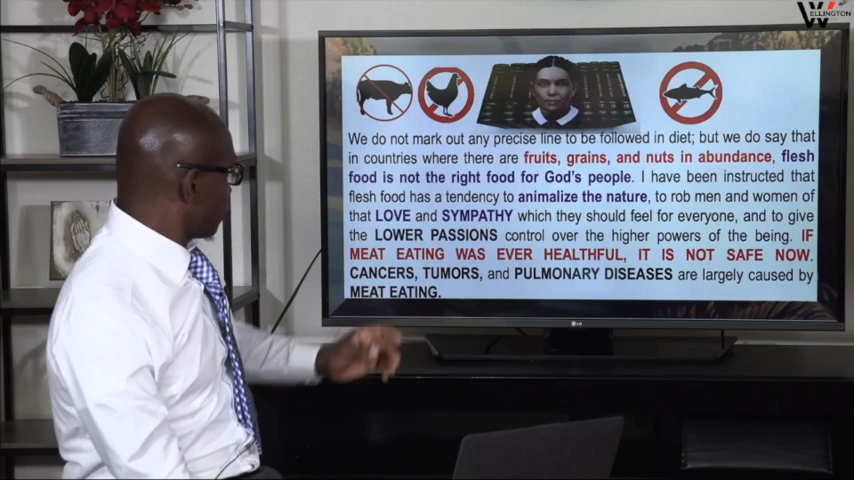 WELLINGTON
We do not mark out any precise line to be followed in diet; but we do say that
in countries where there are fruits, grains, and nuts in abundance, flesh
food is not the right food for God's people. I have been instructed that
flesh food has a tendency to animalize the nature, to rob men and women of
that LOVE and SYMPATHY which they should feel for everyone, and to give
the LOWER PASSIONS control over the higher powers of the being. IF
MEAT EATING WAS EVER HEALTHFUL, IT IS NOT SAFE NOW.
CANCERS, TUMORS, and PULMONARY DISEASES are largely caused by
MEAT EATING.
LG